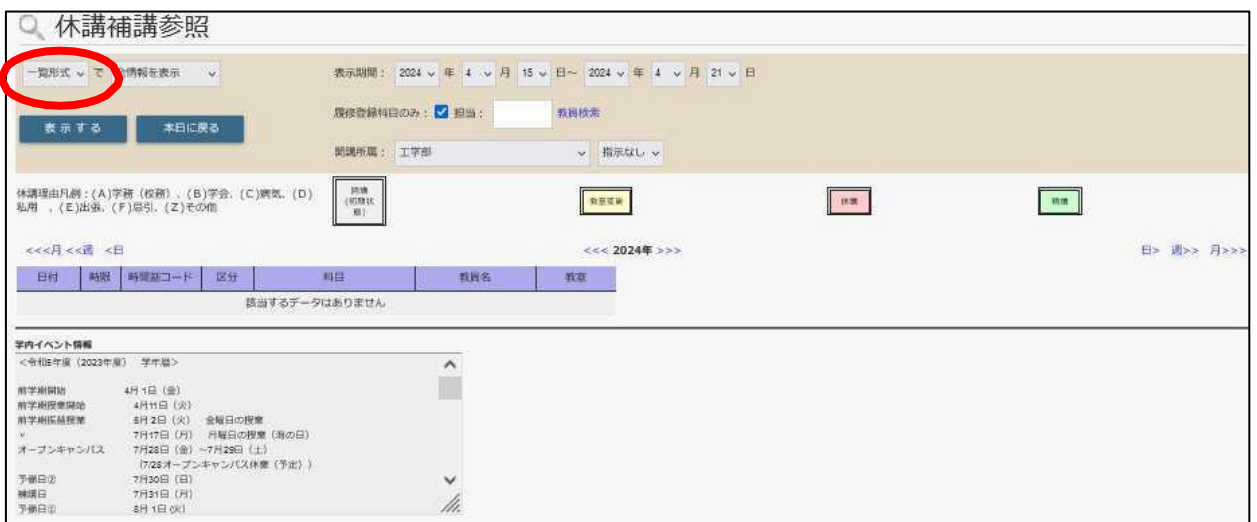 休講補講参照
一覧形式 で 全情報を表示
表示期間： 2024 年 4 月 15 日～ 2024 年 4 月 21 日
履修登録科目のみ： 担当： 教員検索
表示する 本日に戻る
開講所属： 工学部 指示なし
休講理由凡例：(A)学務（校務）、(B)学会、(C)病気、(D)
私用 、(E)出張、(F)忌引、(Z)その他
(初期状
態)
教室変更 休講 補講
<<<月 <<週 <日 <<< 2024年 >>> 日> 週>> 月>>>
日付 時限 時間割コード 区分 科目 教員名 教室
該当するデータはありません
学内イベント情報
<令和5年度（2023年度） 学年暦>
前学期開始 4月 1日（金）
前学期授業開始 4月11日（火）
前学期振替授業 5月 2日（火） 金曜日の授業
〃 7月17日（月） 月曜日の授業（海の日）
オープンキャンパス 7月28日（金）～7月29日（土）
(7/28オープンキャンパス休業（予定）)
予備日② 7月30日（日）
補講日 7月31日（月）
予備日① 8月 1日(火)